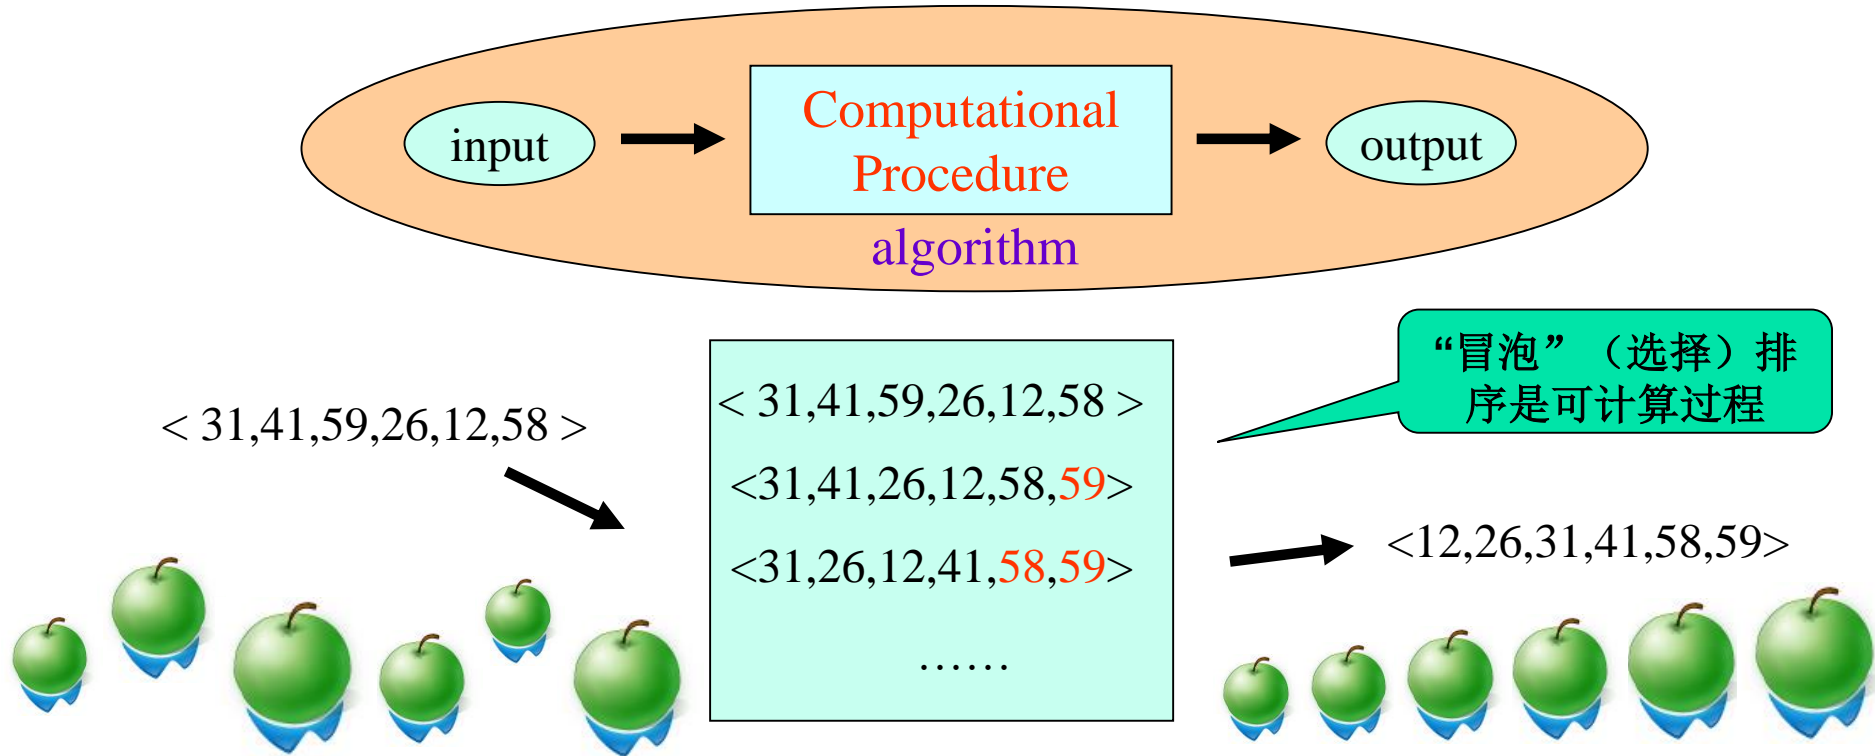 input
Computational
Procedure
output
algorithm
“冒泡”（选择）排
序是可计算过程
< 31,41,59,26,12,58 >
< 31,41,59,26,12,58 >
<31,41,26,12,58,59>
<31,26,12,41,58,59>
……
<12,26,31,41,58,59>